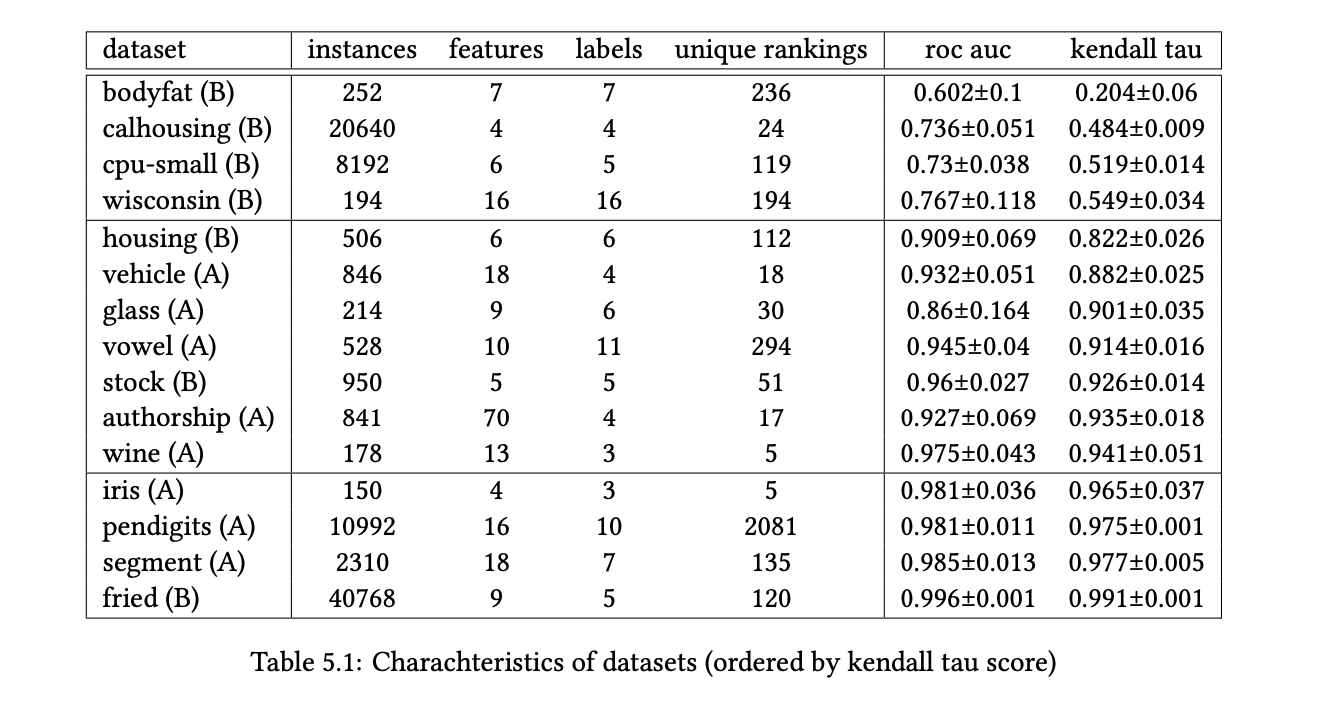 dataset instances features labels unique rankings roc auc kendall tau
bodyfat (B) 252 7 7 236 0.602±0.1 0.204±0.06
calhousing (B) 20640 4 4 24 0.736±0.051 0.484±0.009
cpu-small (B) 8192 6 5 119 0.73±0.038 0.519±0.014
wisconsin (B) 194 16 16 194 0.767±0.118 0.549±0.034
housing (B) 506 6 6 112 0.909±0.069 0.822±0.026
vehicle (A) 846 18 4 18 0.932±0.051 0.882±0.025
glass (A) 214 9 6 30 0.86±0.164 0.901±0.035
vowel (A) 528 10 11 294 0.945±0.04 0.914±0.016
stock (B) 950 5 5 51 0.96±0.027 0.926±0.014
authorship (A) 841 70 4 17 0.927±0.069 0.935±0.018
wine (A) 178 13 3 5 0.975±0.043 0.941±0.051
iris (A) 150 4 3 5 0.981±0.036 0.965±0.037
pendigits (A) 10992 16 10 2081 0.981±0.011 0.975±0.001
segment (A) 2310 18 7 135 0.985±0.013 0.977±0.005
fried (B) 40768 9 5 120 0.996±0.001 0.991±0.001
Table 5.1: Charachteristics of datasets (ordered by kendall tau score)